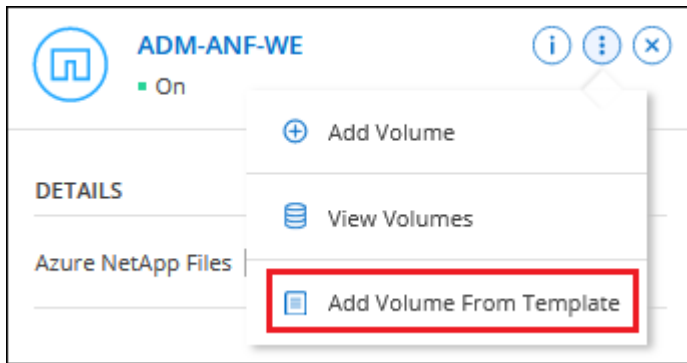 ADM-ANF-WE
On
Add Volume
DETAILS
View Volumes
Azure NetApp Files
Add Volume From Template